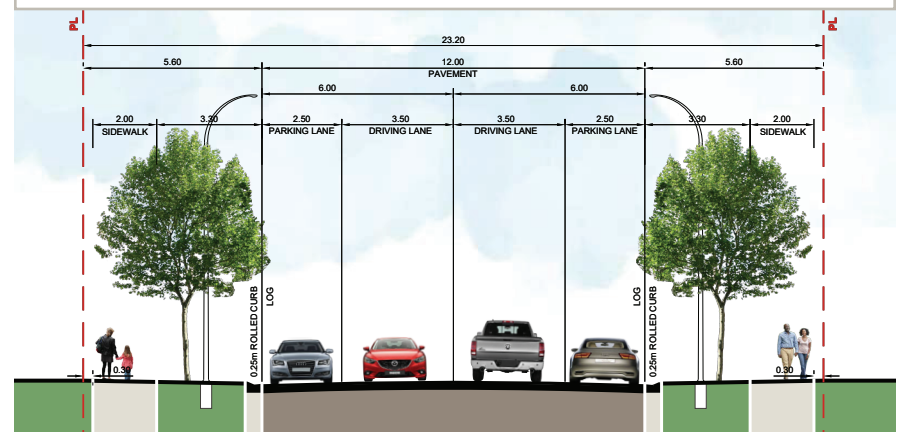 PL
PL
23.20
5.60
12.00
5.60
PAVEMENT
6.00
6.00
2.00
3.30
2.50
3.50
3.50
2.50
3.30
2.00
SIDEWALK
PARKING LANE
DRIVING LANE
DRIVING LANE
PARKING LANE
SIDEWALK
0.25m ROLLED CURB
LOG
LOG
0.25m ROLLED CURB
0.30
0.30